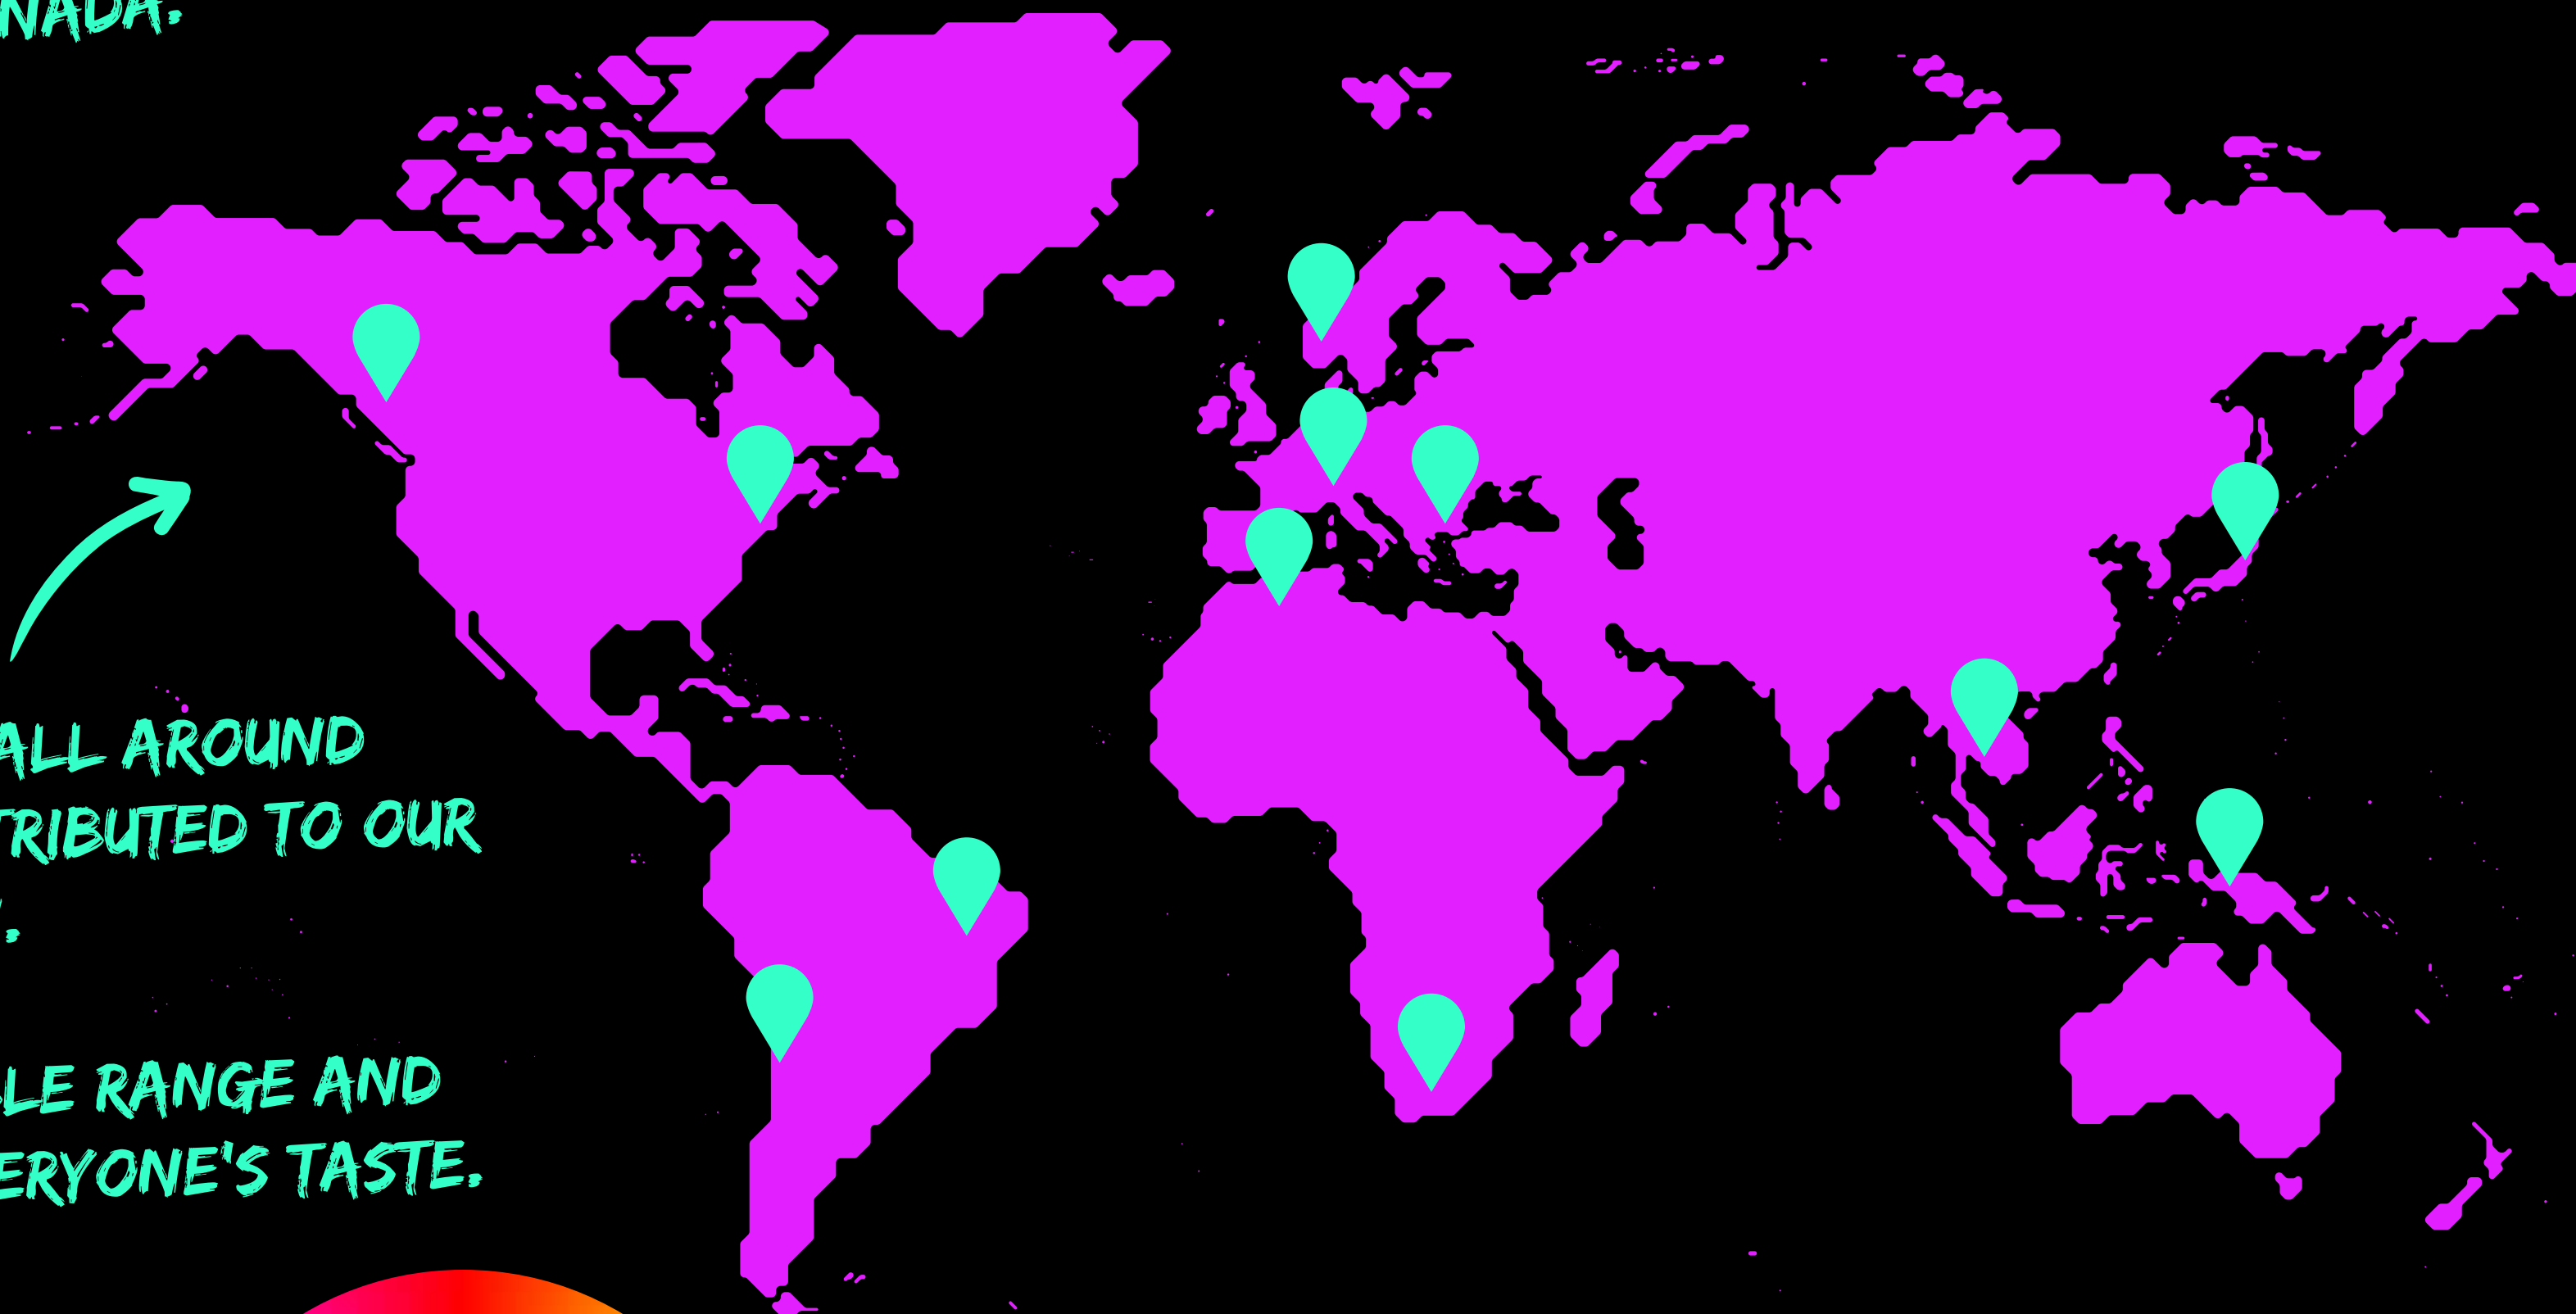 NADA.
ALL AROUND
TRIBUTED TO OUR
.
LE RANGE AND
ERYONE'S TASTE.